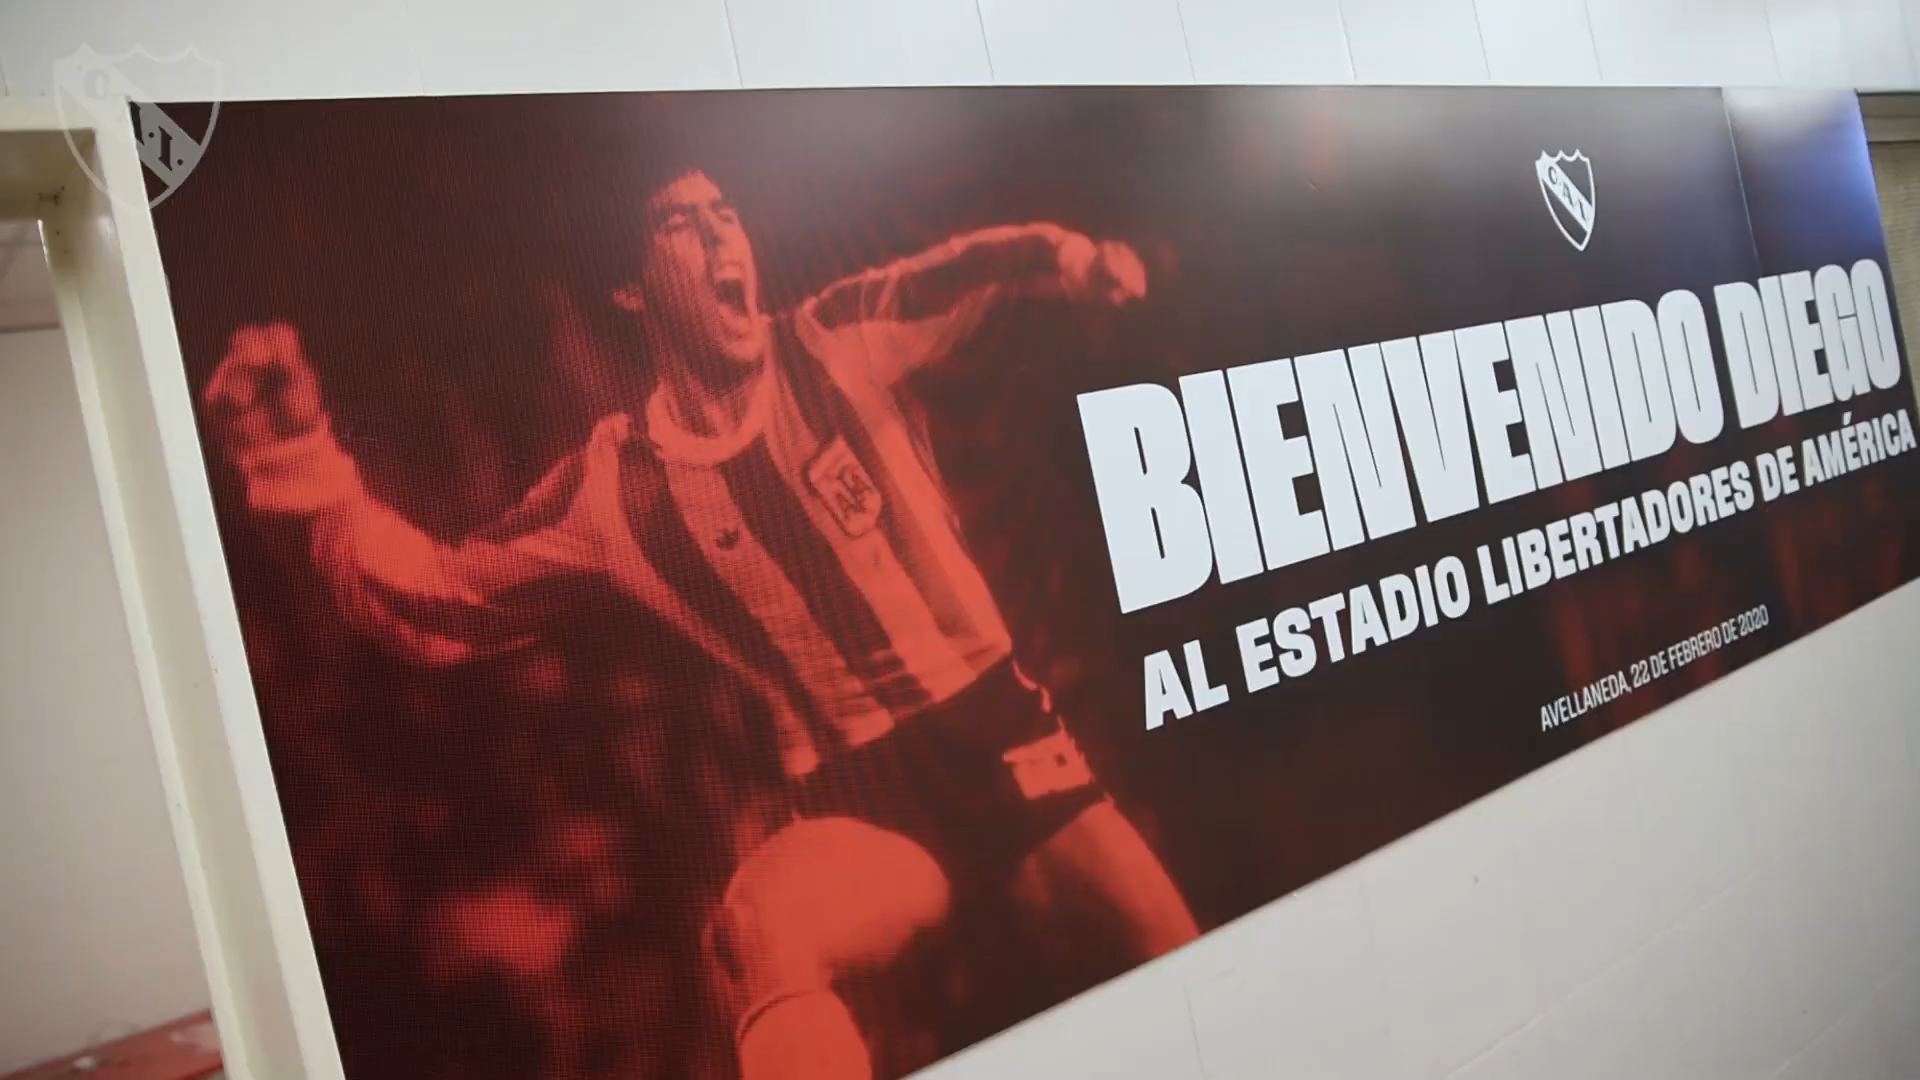 C.A.I.
BIENVENIDO DIEGO
AL ESTADIO LIBERTADORES DE AMÉRICA
AVELLANEDA, 22 DE FEBRERO DE 2020